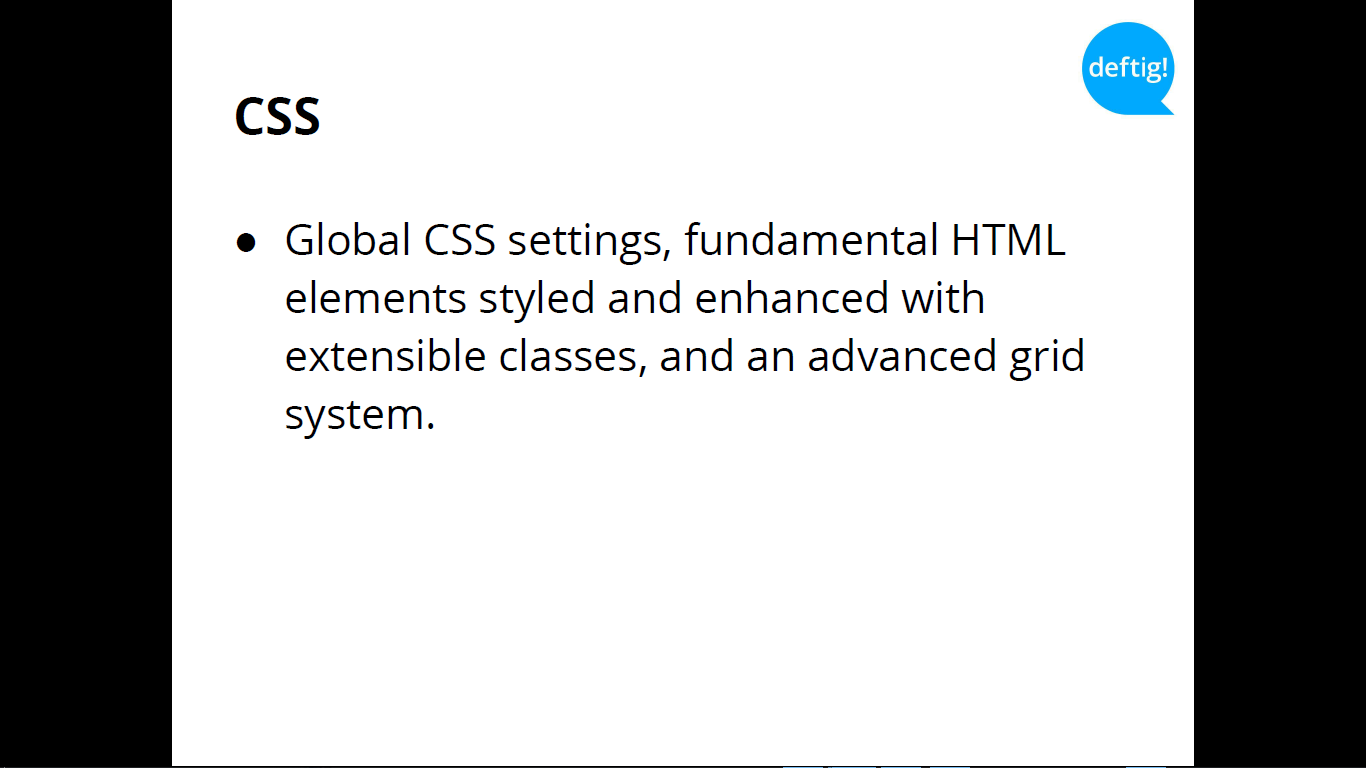 deftig!
CSS
● Global CSS settings, fundamental HTML
elements styled and enhanced with
extensible classes, and an advanced grid
system.